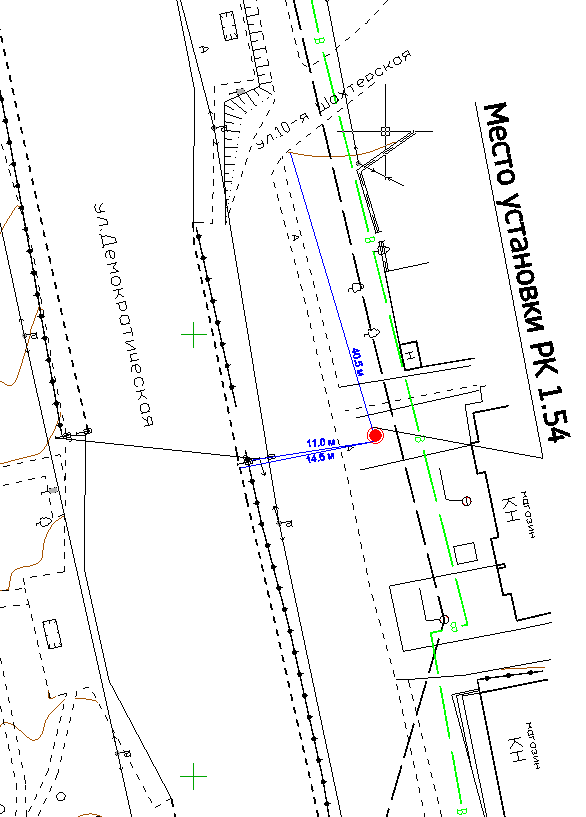 В
А
ул.10-я Шахтерская
Место установки РК 1.54
ул.Демократическая
А
В
40,5 м
Н
В
11.0 м
14.5 м
магазин
КН
В
магазин
КН
В